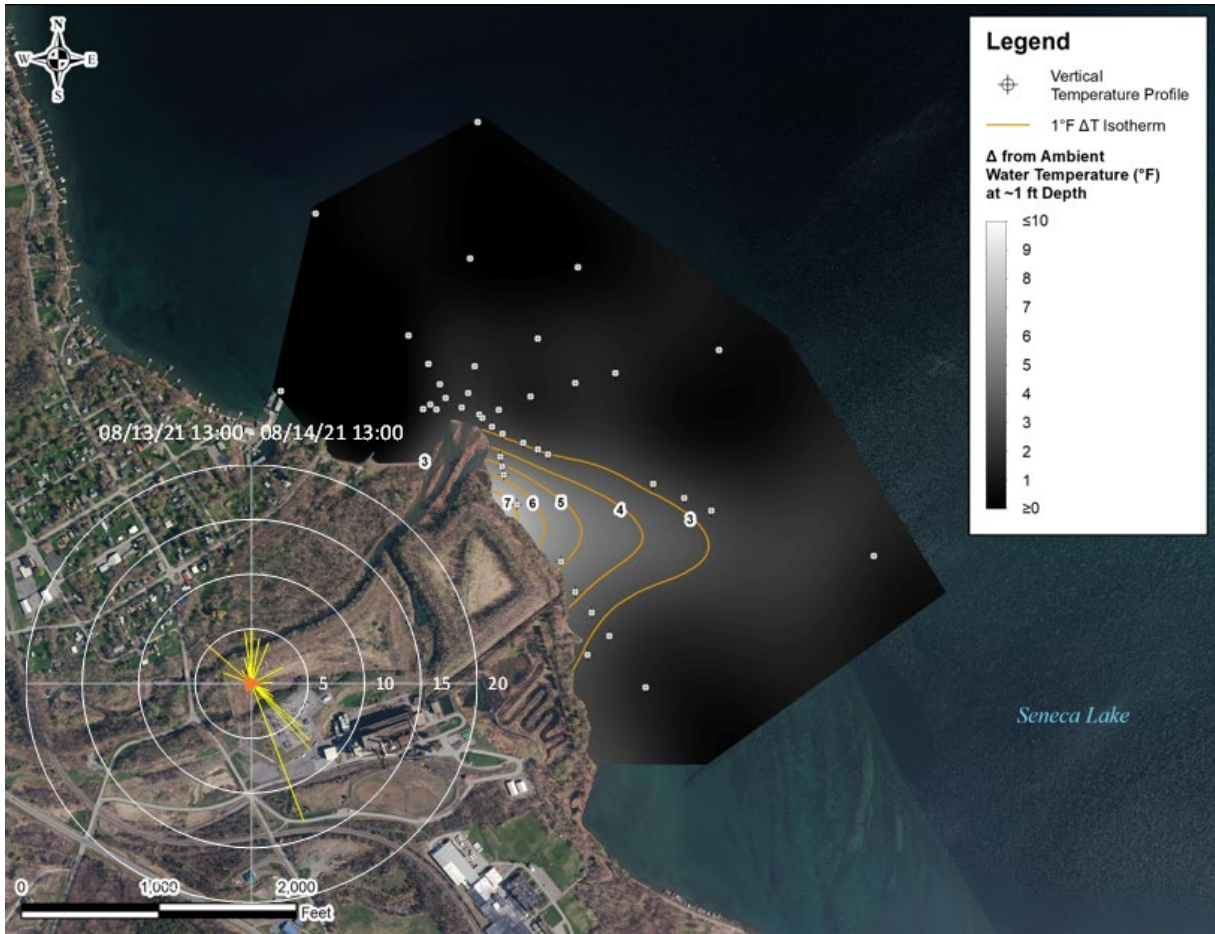 N
W E
S
Legend
Vertical
Temperature Profile
1°F ΔT Isotherm
Δ from Ambient
Water Temperature (°F)
at ~1 ft Depth
≤10
9
8
7
6
5
4
3
2
1
≥0
08/13/21 13:00 - 08/14/21 13:00
3
7 6 5 4 3
5 10 15 20
Seneca Lake
0 1,000 2,000
Feet